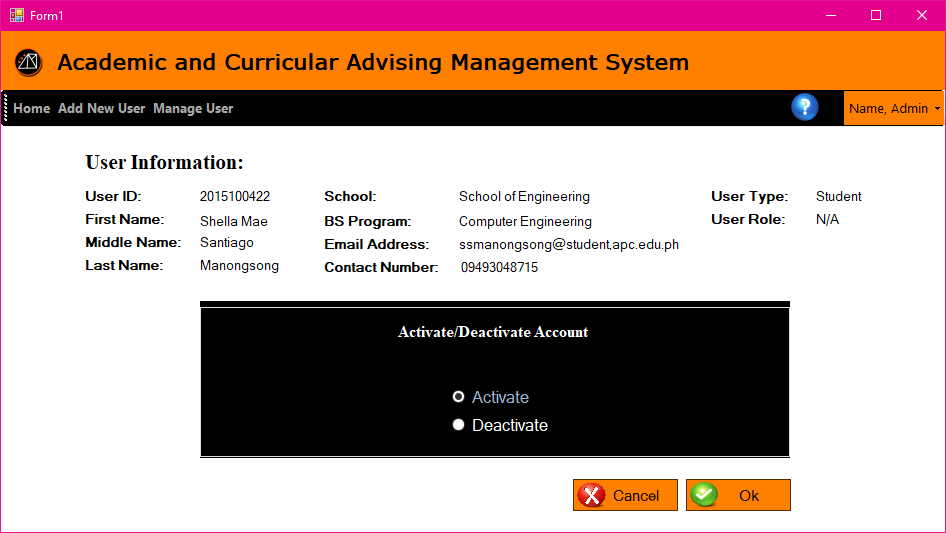 Form1
Academic and Curricular Advising Management System
Home Add New User Manage User ? Name, Admin
User Information:
User ID: 2015100422 School: School of Engineering User Type: Student
First Name: Shella Mae BS Program: Computer Engineering User Role: N/A
Middle Name: Santiago Email Address: ssmanongsong@student,apc.edu.ph
Last Name: Manongsong Contact Number: 09493048715
Activate/Deactivate Account
Activate
Deactivate
Cancel Ok